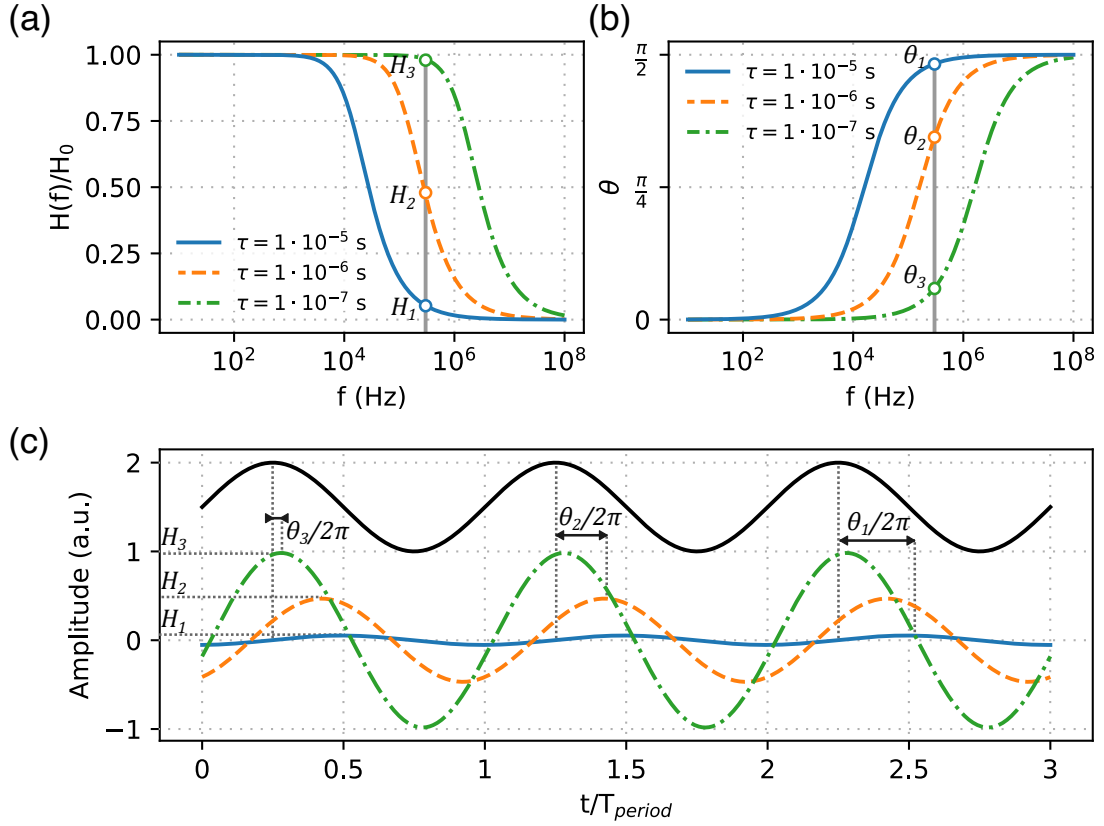 (a)
1.00
0.75
0.50
0.25
0.00
H(f)/H₀
H₃
H₂
H₁
τ = 1 · 10⁻⁵ s
τ = 1 · 10⁻⁶ s
τ = 1 · 10⁻⁷ s
10² 10⁴ 10⁶ 10⁸
f (Hz)
(b)
π/2
π/4
0
θ
τ = 1 · 10⁻⁵ s
τ = 1 · 10⁻⁶ s
τ = 1 · 10⁻⁷ s
θ₁
θ₂
θ₃
10² 10⁴ 10⁶ 10⁸
f (Hz)
(c)
2
1
0
−1
Amplitude (a.u.)
H₃
H₂
H₁
θ₃/2π
θ₂/2π
θ₁/2π
0 0.5 1 1.5 2 2.5 3
t/T_period